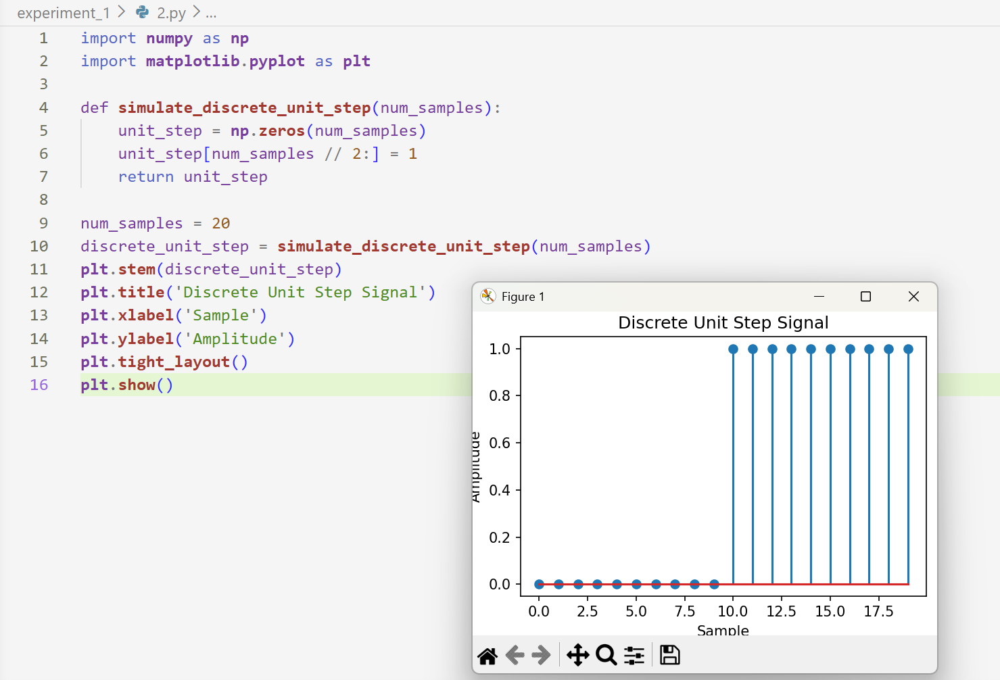 experiment_1 > 2.py > ...
1 import numpy as np
2 import matplotlib.pyplot as plt
3
4 def simulate_discrete_unit_step(num_samples):
5     unit_step = np.zeros(num_samples)
6     unit_step[num_samples // 2:] = 1
7     return unit_step
8
9 num_samples = 20
10 discrete_unit_step = simulate_discrete_unit_step(num_samples)
11 plt.stem(discrete_unit_step)
12 plt.title('Discrete Unit Step Signal')
13 plt.xlabel('Sample')
14 plt.ylabel('Amplitude')
15 plt.tight_layout()
16 plt.show()
Figure 1
Discrete Unit Step Signal
1.0
0.8
0.6
0.4
0.2
0.0
Amplitude
0.0 2.5 5.0 7.5 10.0 12.5 15.0 17.5
Sample